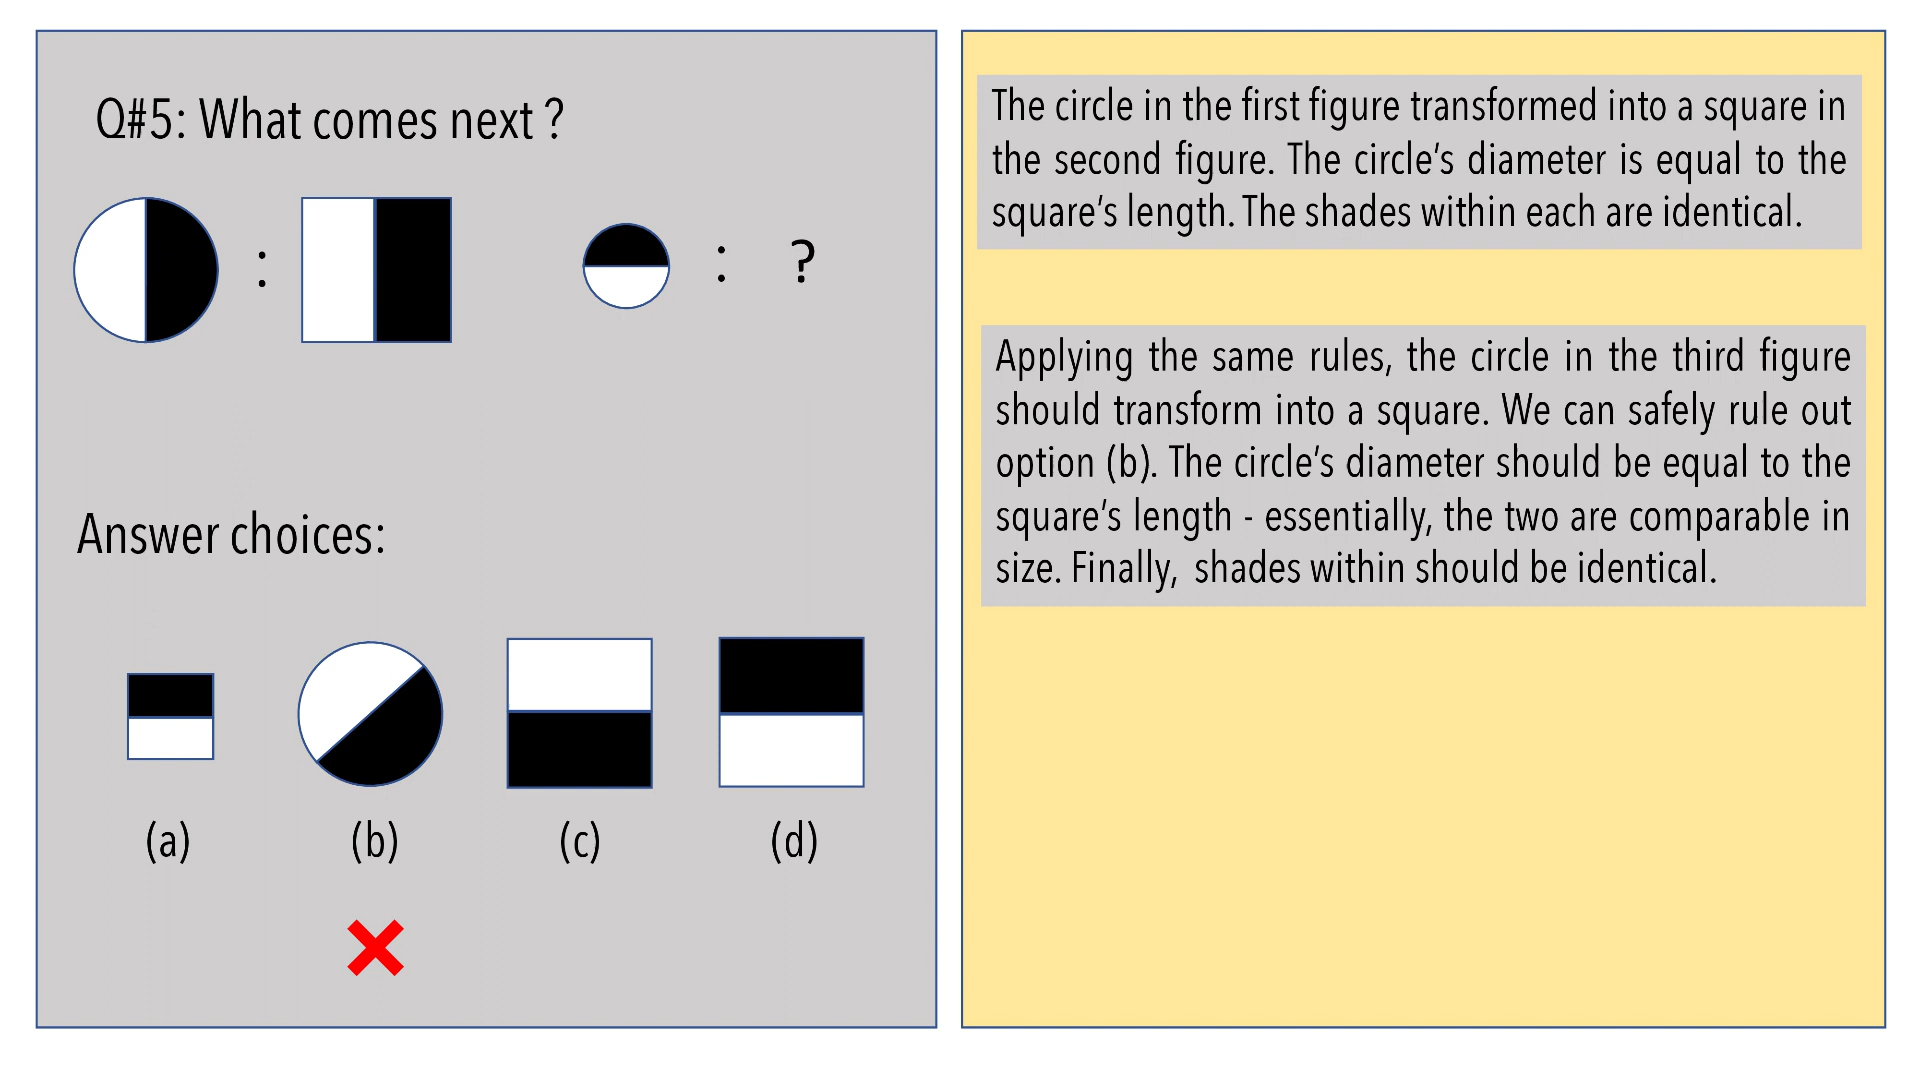 Q#5: What comes next ?
: : ?
Answer choices:
(a) (b) (c) (d)
The circle in the first figure transformed into a square in
the second figure. The circle’s diameter is equal to the
square’s length. The shades within each are identical.
Applying the same rules, the circle in the third figure
should transform into a square. We can safely rule out
option (b). The circle’s diameter should be equal to the
square’s length - essentially, the two are comparable in
size. Finally, shades within should be identical.